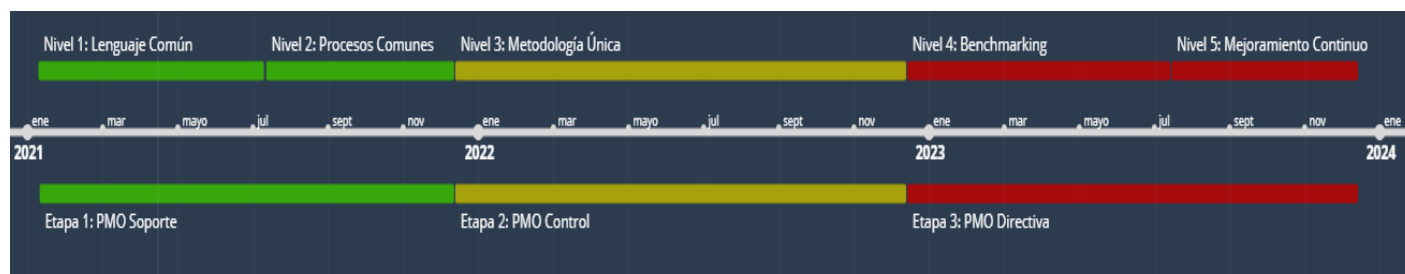 Nivel 1: Lenguaje Común Nivel 2: Procesos Comunes Nivel 3: Metodología Única Nivel 4: Benchmarking Nivel 5: Mejoramiento Continuo
ene mar mayo jul sept nov ene mar mayo jul sept nov ene mar mayo jul sept nov ene
2021 2022 2023 2024
Etapa 1: PMO Soporte Etapa 2: PMO Control Etapa 3: PMO Directiva